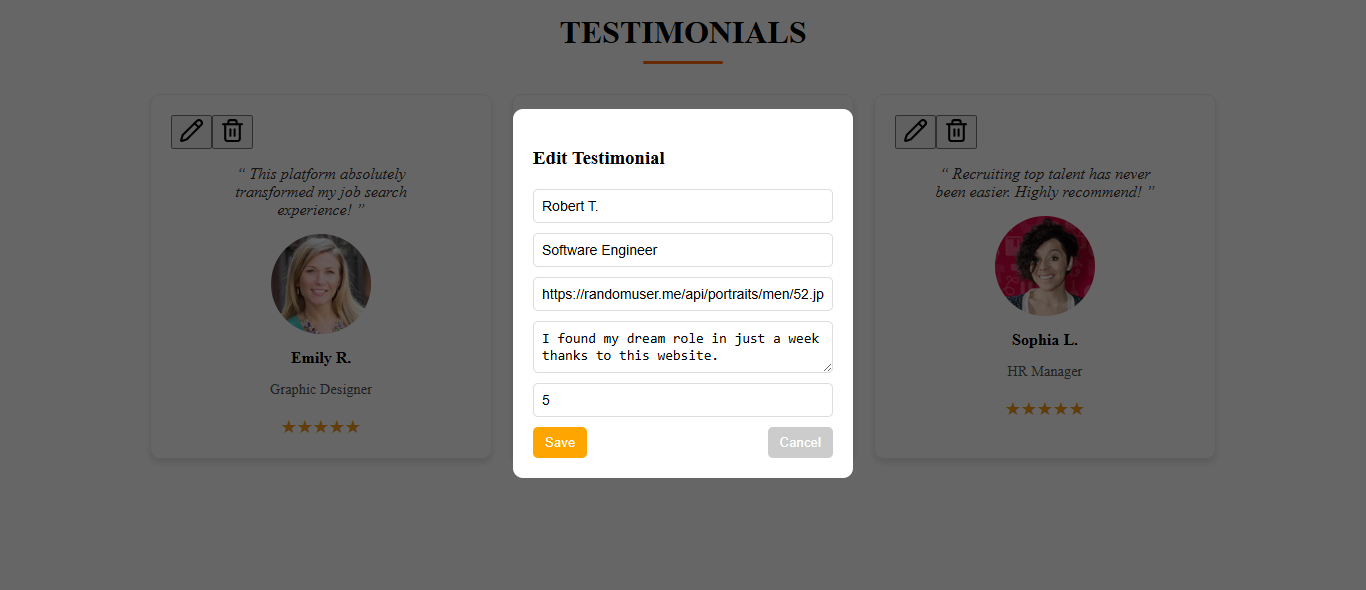 TESTIMONIALS
“ This platform absolutely
transformed my job search
experience! ”
Emily R.
Graphic Designer
★★★★★
Edit Testimonial
Robert T.
Software Engineer
https://randomuser.me/api/portraits/men/52.jp
I found my dream role in just a week
thanks to this website.
5
Save
Cancel
“ Recruiting top talent has never
been easier. Highly recommend! ”
Sophia L.
HR Manager
★★★★★